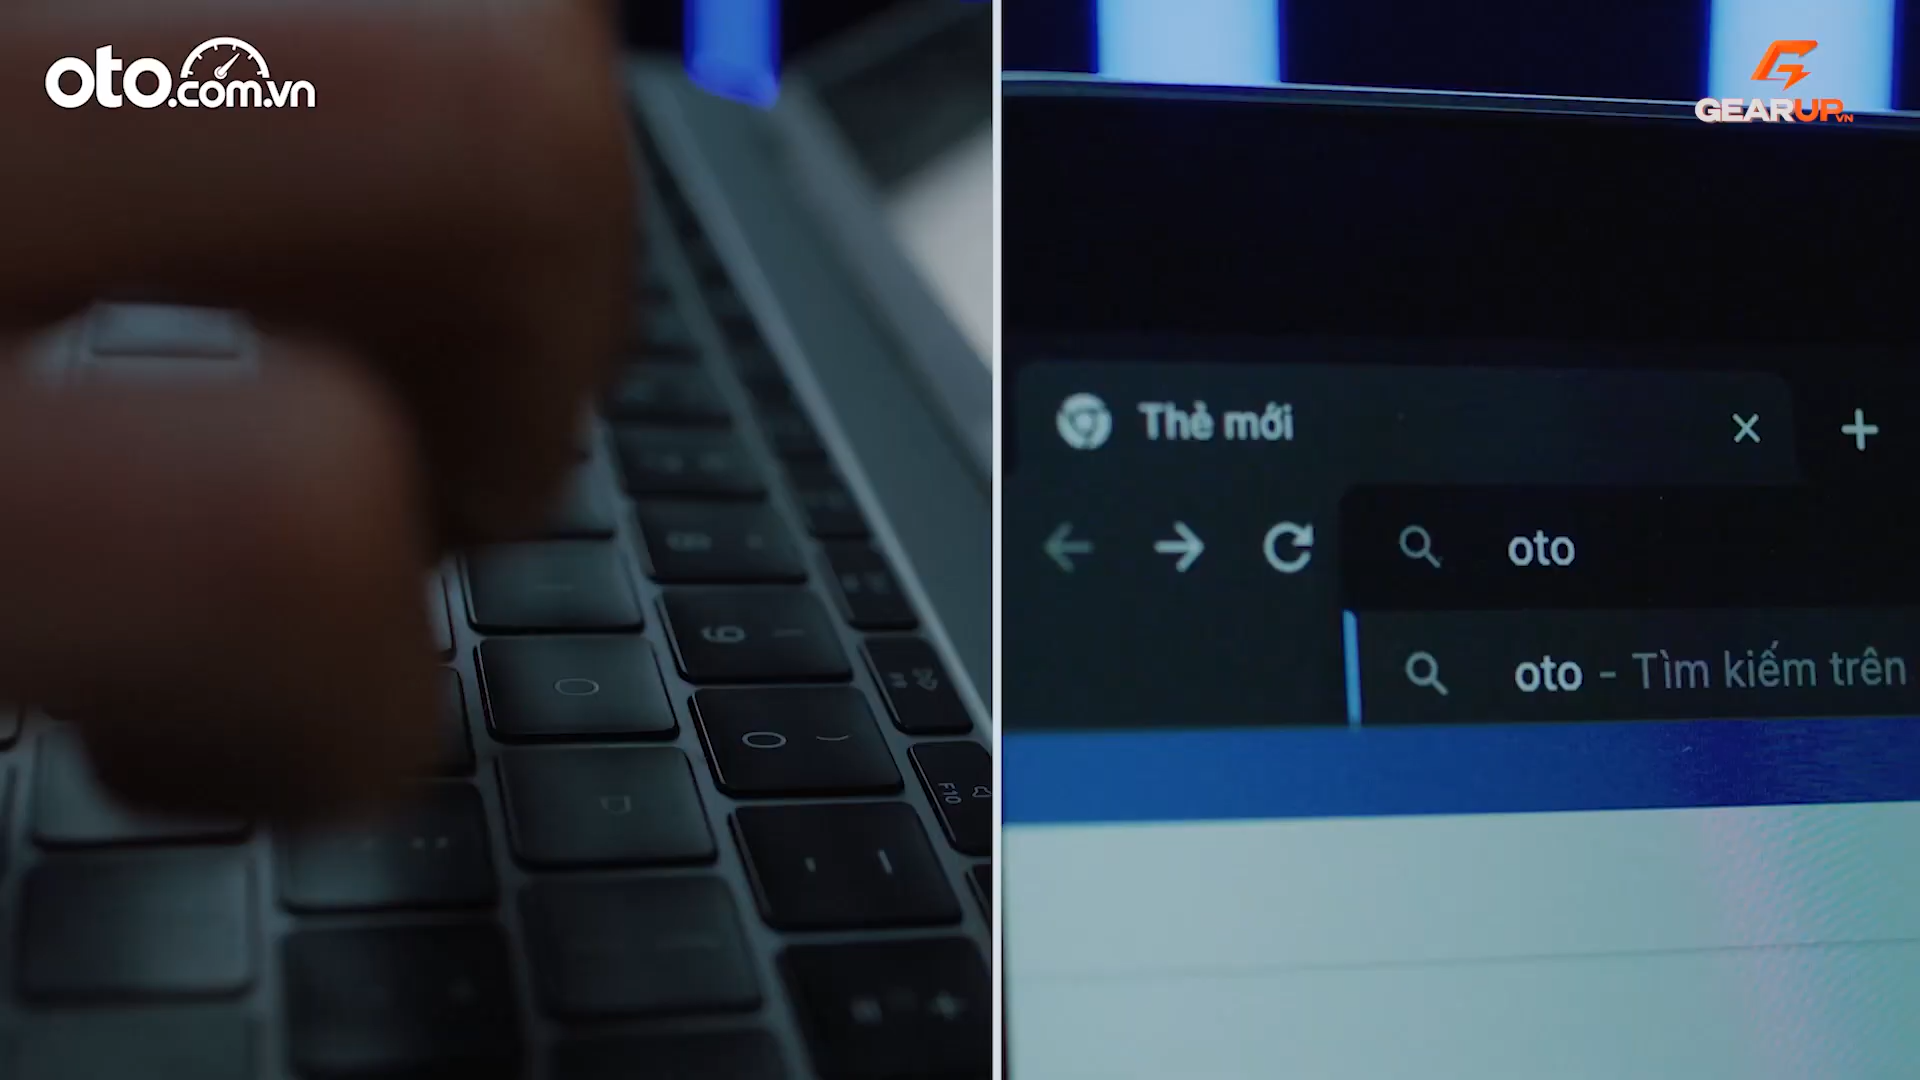 oto.com.vn
GEARUP VN
Thẻ mới
oto
oto - Tìm kiếm trên
F10